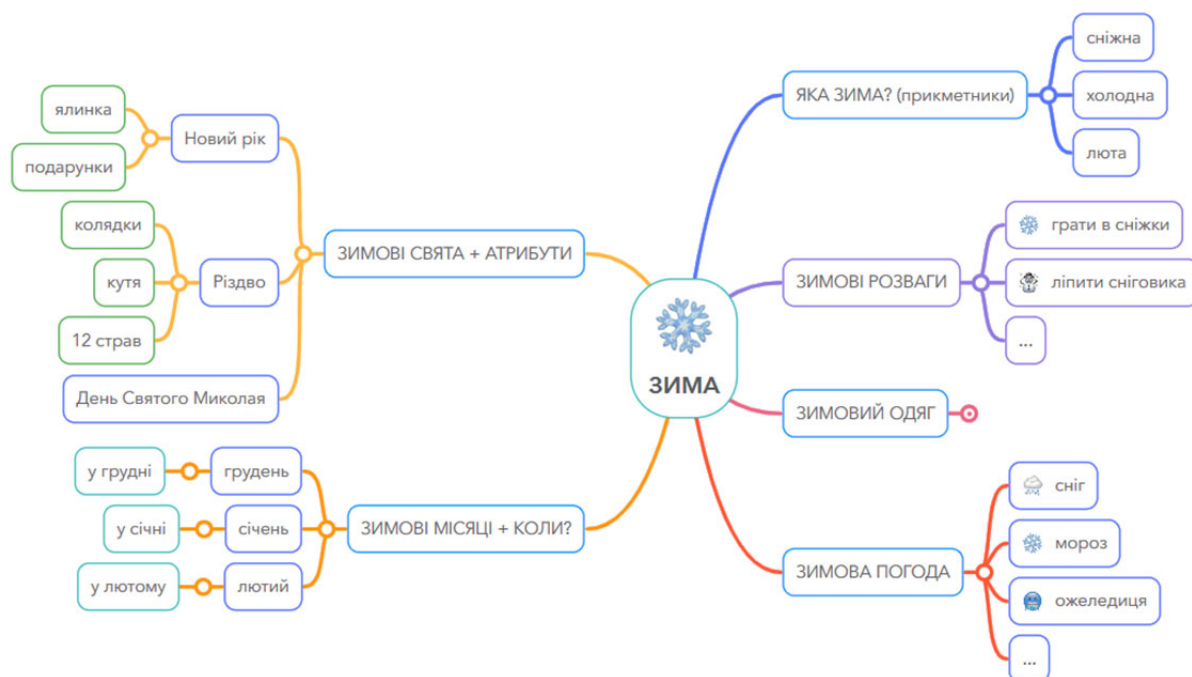 ЗИМА
ЗИМОВІ СВЯТА + АТРИБУТИ
Новий рік
ялинка
подарунки
Різдво
колядки
кутя
12 страв
День Святого Миколая
ЗИМОВІ МІСЯЦІ + КОЛИ?
грудень
у грудні
січень
у січні
лютий
у лютому
ЯКА ЗИМА? (прикметники)
сніжна
холодна
люта
ЗИМОВІ РОЗВАГИ
грати в сніжки
ліпити сніговика
...
ЗИМОВИЙ ОДЯГ
ЗИМОВА ПОГОДА
сніг
мороз
ожеледиця
...